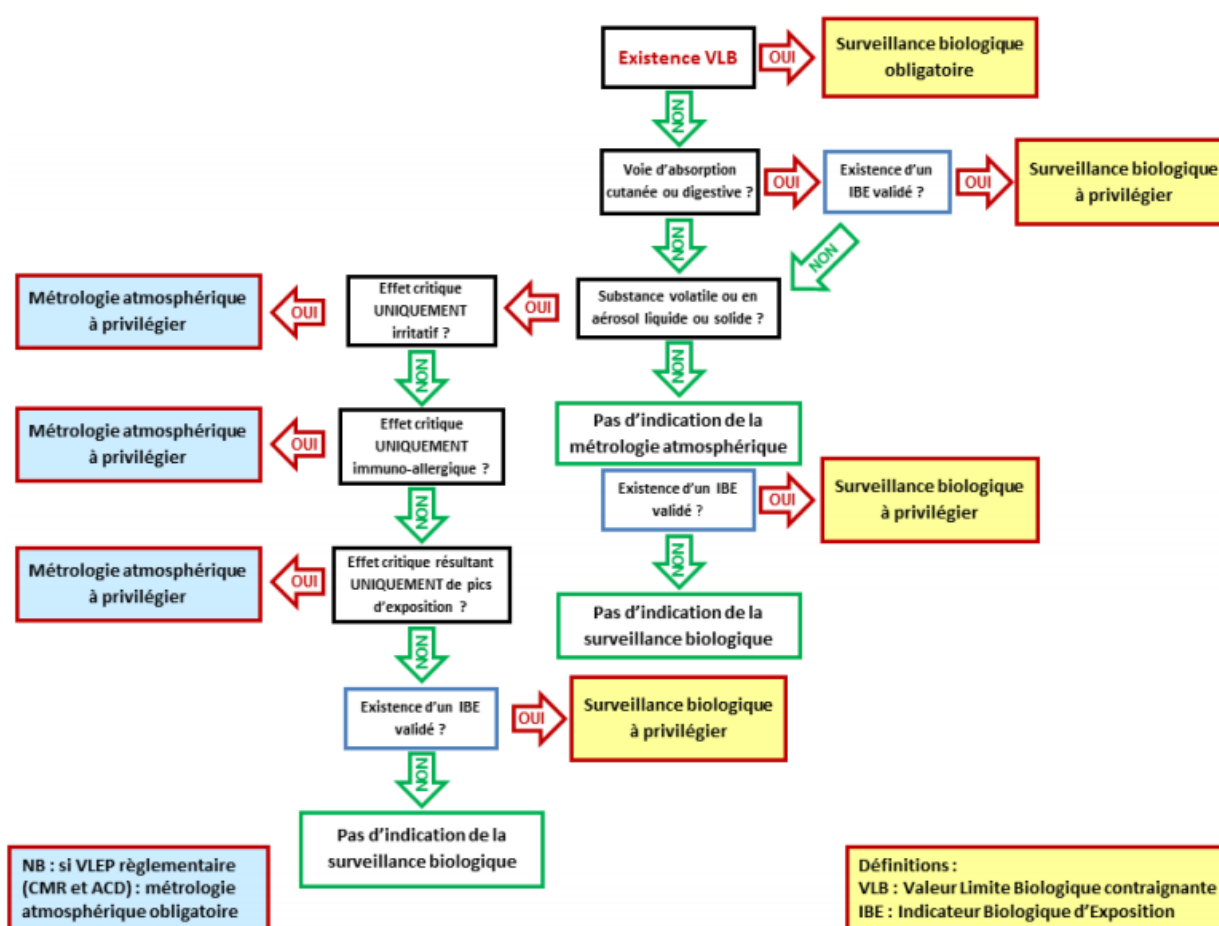 Existence VLB
OUI
Surveillance biologique
obligatoire
NON
Voie d'absorption
cutanée ou digestive ?
OUI
Existence d'un
IBE validé ?
OUI
Surveillance biologique
à privilégier
NON
NON
Substance volatile ou en
aérosol liquide ou solide ?
OUI
Effet critique
UNIQUEMENT
irritatif ?
OUI
Métrologie atmosphérique
à privilégier
NON
NON
Effet critique
UNIQUEMENT
immuno-allergique ?
OUI
Métrologie atmosphérique
à privilégier
Pas d'indication de la
métrologie atmosphérique
Existence d'un IBE
validé ?
OUI
Surveillance biologique
à privilégier
NON
NON
Effet critique résultant
UNIQUEMENT de pics
d'exposition ?
OUI
Métrologie atmosphérique
à privilégier
Pas d'indication de la
surveillance biologique
NON
Existence d'un IBE
validé ?
OUI
Surveillance biologique
à privilégier
NON
Pas d'indication de la
surveillance biologique
NB : si VLEP règlementaire
(CMR et ACD) : métrologie
atmosphérique obligatoire
Définitions :
VLB : Valeur Limite Biologique contraignante
IBE : Indicateur Biologique d'Exposition